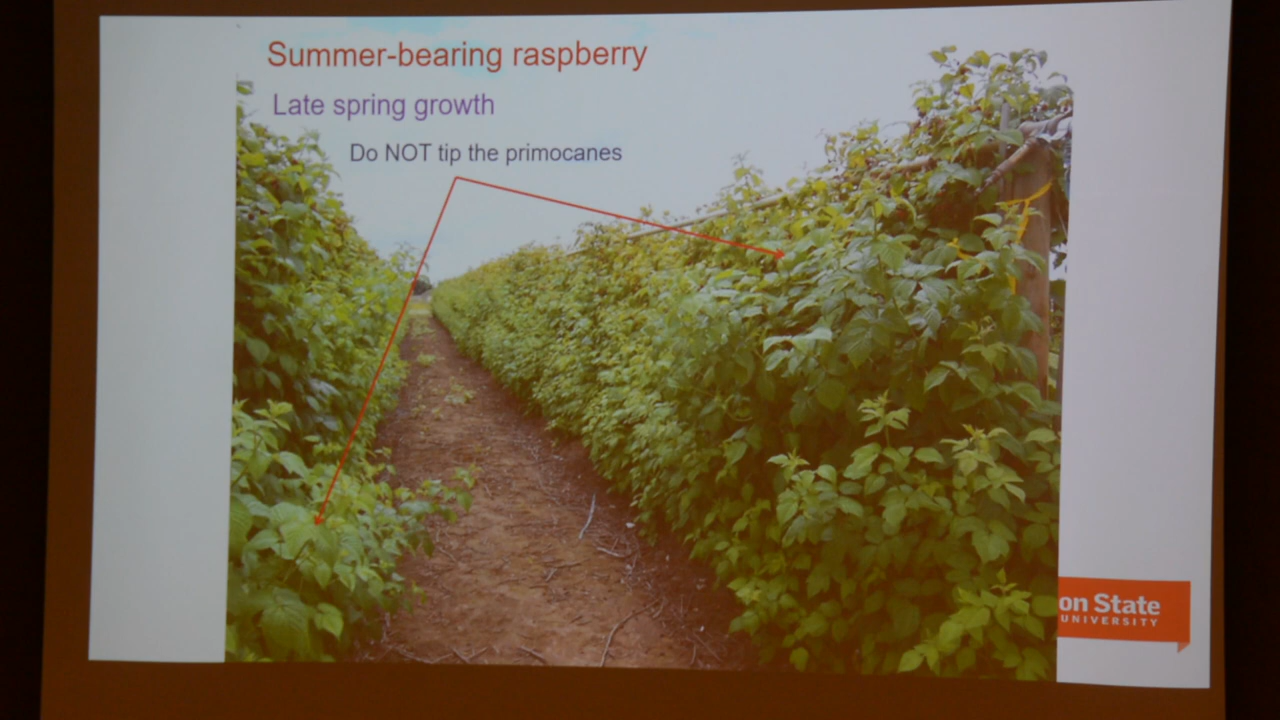 Summer-bearing raspberry
Late spring growth
Do NOT tip the primocanes
on State
UNIVERSITY